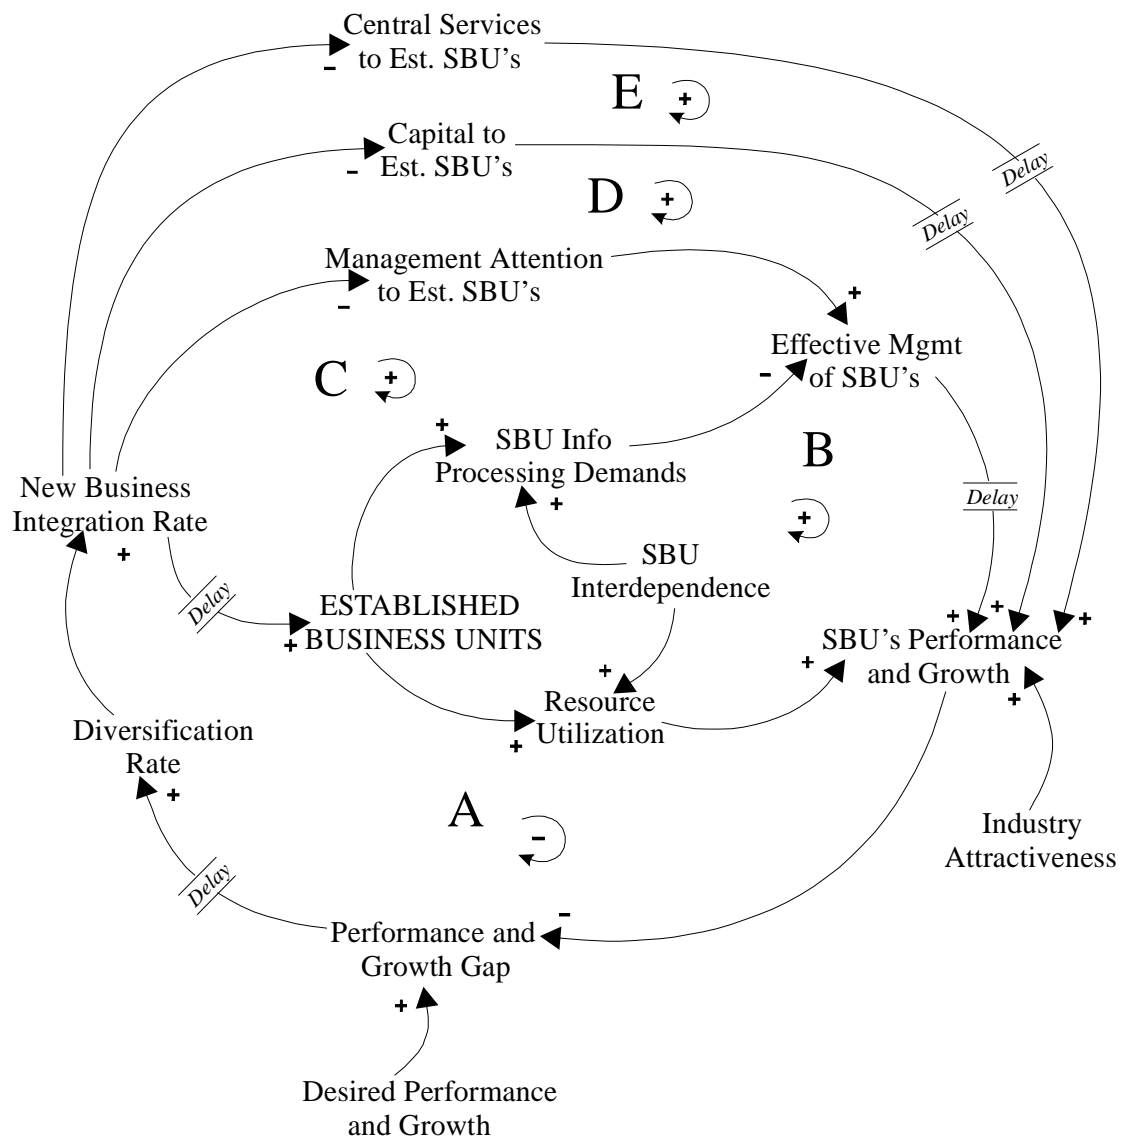 Central Services
to Est. SBU's
-
E
+
Capital to
Est. SBU's
-
D
+
Delay
Delay
Management Attention
to Est. SBU's
-
+
Effective Mgmt
of SBU's
-
C
+
+
SBU Info
Processing Demands
+
B
+
Delay
New Business
Integration Rate
+
SBU
Interdependence
Delay
ESTABLISHED
BUSINESS UNITS
+
+
+
+
SBU's Performance
and Growth
+
+
+
Resource
Utilization
+
Diversification
Rate
+
A
-
Industry
Attractiveness
Delay
-
Performance and
Growth Gap
+
Desired Performance
and Growth